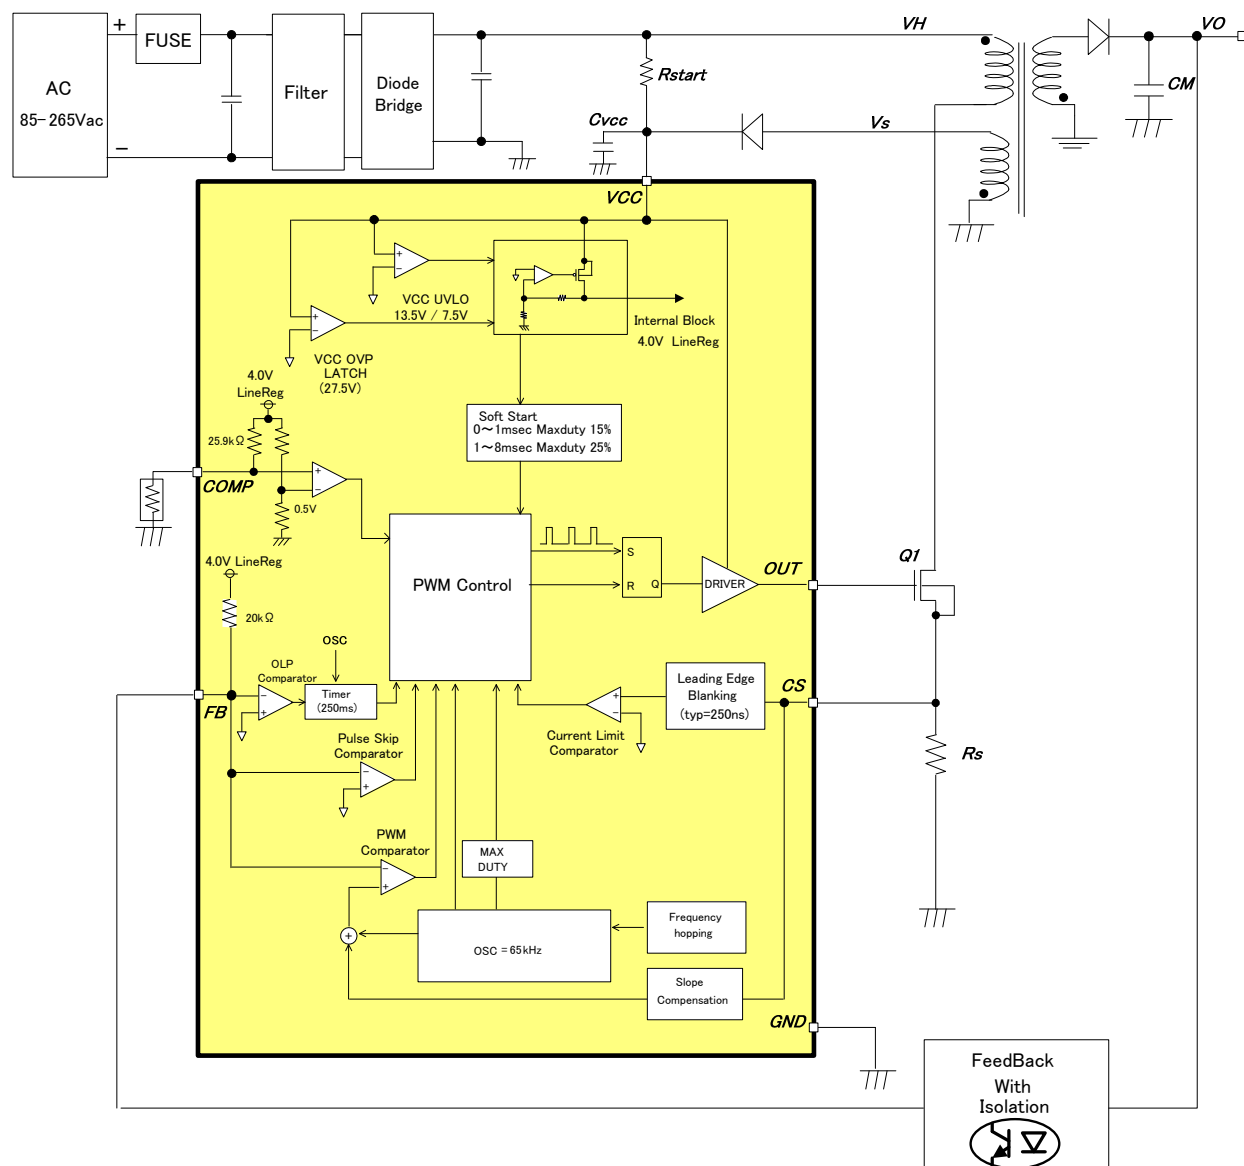 +
FUSE
AC
85-265Vac
−
Filter
Diode
Bridge
VH
Rstart
Cvcc
Vs
VO
CM
VCC
+
−
VCC UVLO
13.5V / 7.5V
+
−
VCC OVP
LATCH
(27.5V)
Internal Block
4.0V LineReg
4.0V
LineReg
25.9kΩ
COMP
+
−
0.5V
Soft Start
0～1msec Maxduty 15%
1～8msec Maxduty 25%
4.0V LineReg
20kΩ
PWM Control
S
R
Q
DRIVER
OUT
Q1
OSC
OLP
Comparator
−
+
Timer
(250ms)
FB
Pulse Skip
Comparator
−
+
+
−
Current Limit
Comparator
Leading Edge
Blanking
(typ=250ns)
CS
Rs
PWM
Comparator
−
+
MAX
DUTY
+
OSC = 65kHz
Frequency
hopping
Slope
Compensation
GND
FeedBack
With
Isolation